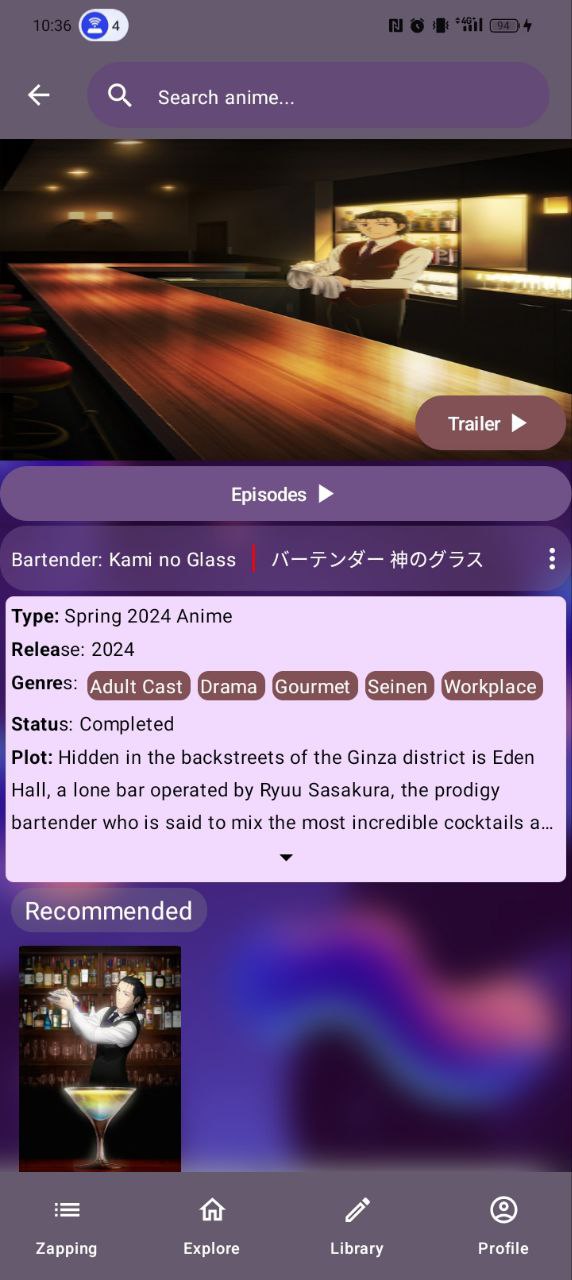 10:36
4
4G+
94
Search anime...
Trailer
Episodes
Bartender: Kami no Glass | バーテンダー 神のグラス
Type: Spring 2024 Anime
Release: 2024
Genres: Adult Cast Drama Gourmet Seinen Workplace
Status: Completed
Plot: Hidden in the backstreets of the Ginza district is Eden
Hall, a lone bar operated by Ryuu Sasakura, the prodigy
bartender who is said to mix the most incredible cocktails a...
Recommended
Zapping Explore Library Profile